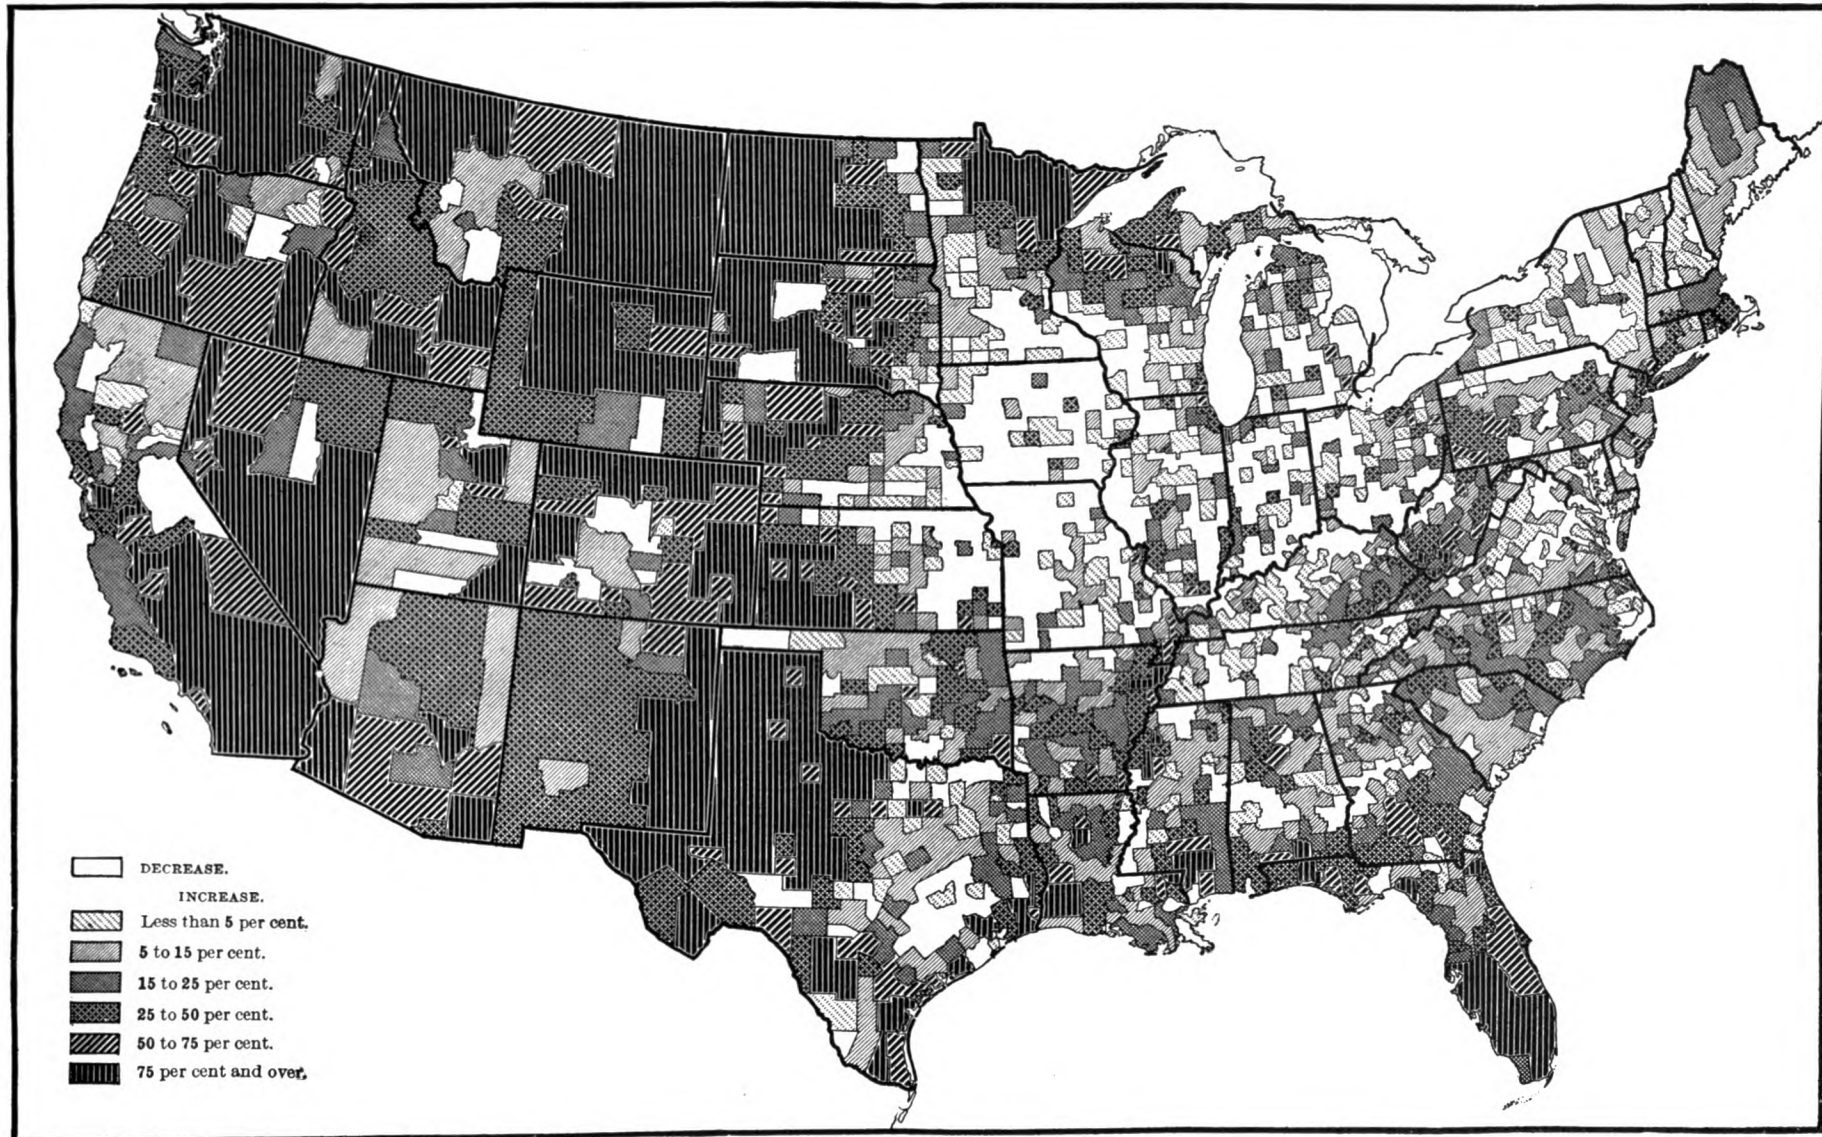 DECREASE.
INCREASE.
Less than 5 per cent.
5 to 15 per cent.
15 to 25 per cent.
25 to 50 per cent.
50 to 75 per cent.
75 per cent and over.